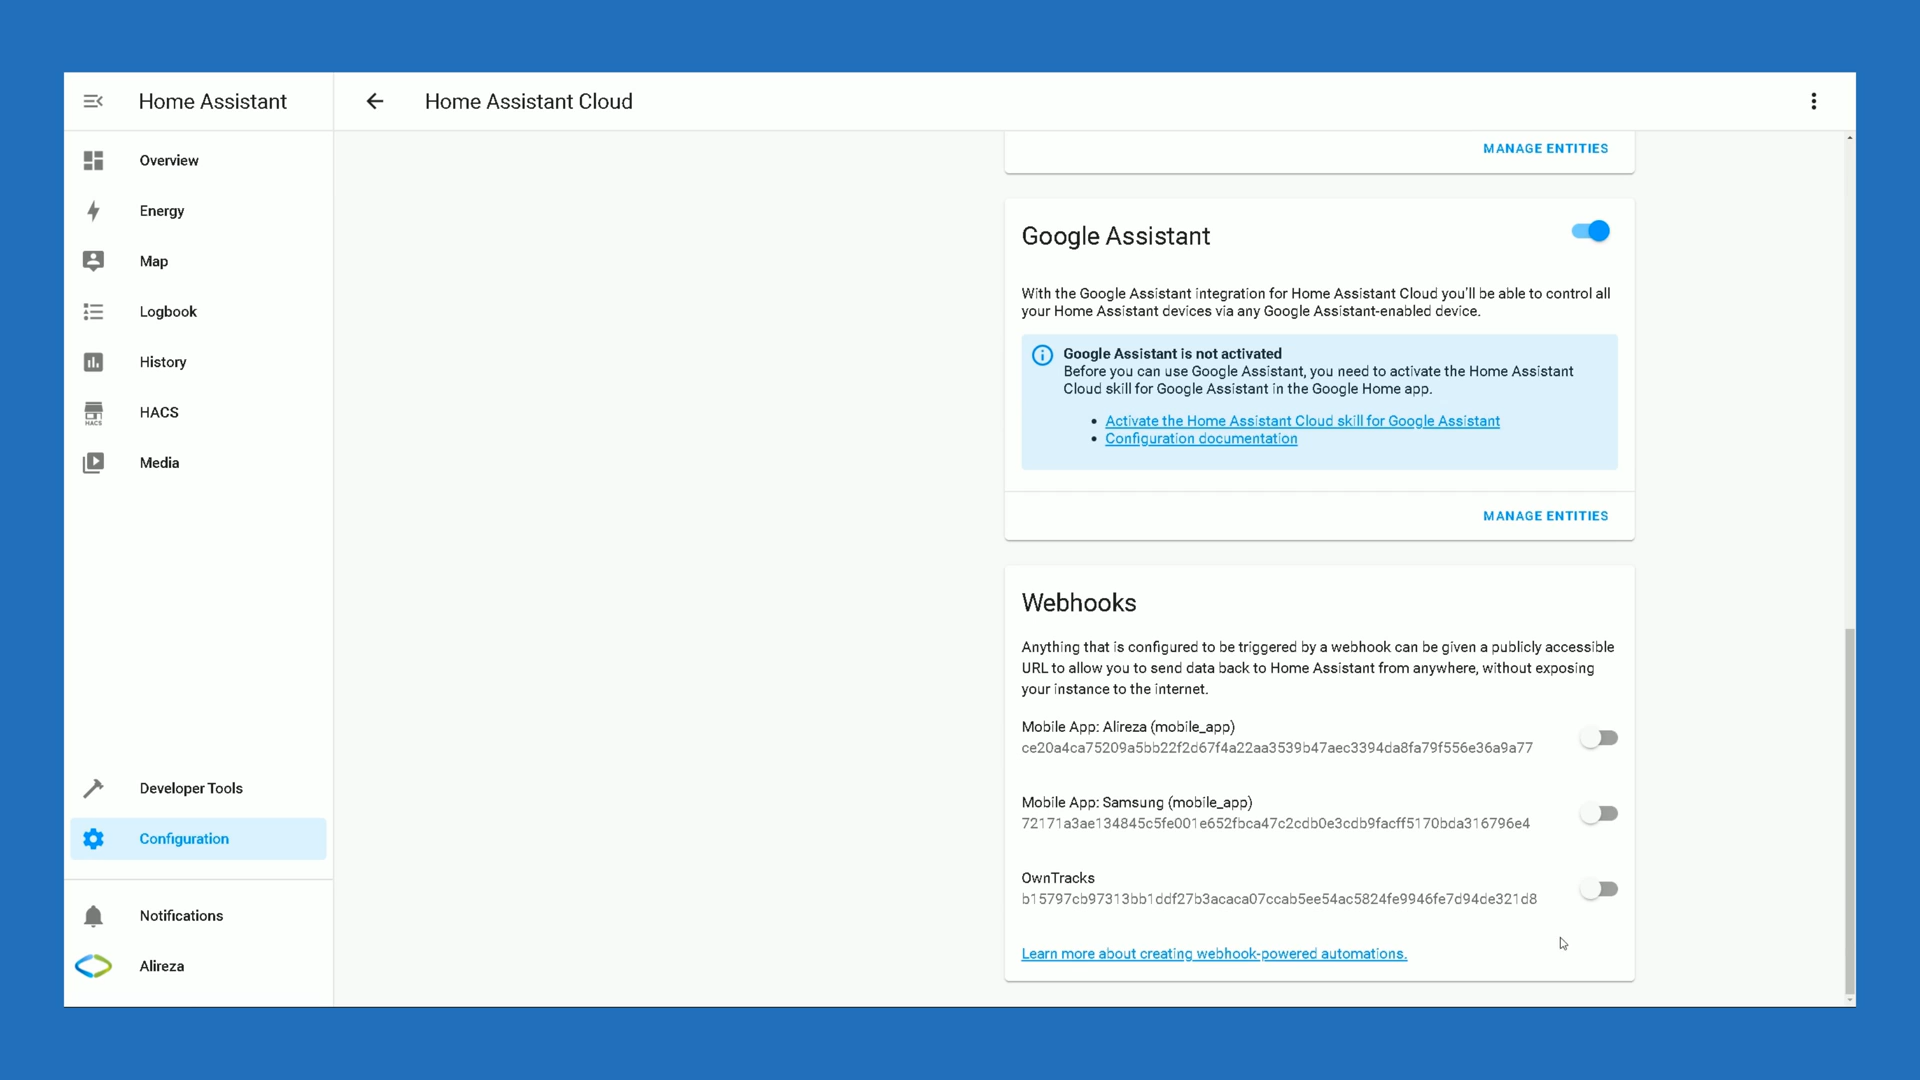 Home Assistant
Home Assistant Cloud
Overview
Energy
Map
Logbook
History
HACS
HACS
Media
Developer Tools
Configuration
Notifications
Alireza
MANAGE ENTITIES
Google Assistant
With the Google Assistant integration for Home Assistant Cloud you'll be able to control all
your Home Assistant devices via any Google Assistant-enabled device.
Google Assistant is not activated
Before you can use Google Assistant, you need to activate the Home Assistant
Cloud skill for Google Assistant in the Google Home app.
• Activate the Home Assistant Cloud skill for Google Assistant
• Configuration documentation
MANAGE ENTITIES
Webhooks
Anything that is configured to be triggered by a webhook can be given a publicly accessible
URL to allow you to send data back to Home Assistant from anywhere, without exposing
your instance to the internet.
Mobile App: Alireza (mobile_app)
ce20a4ca75209a5bb22f2d67f4a22aa3539b47aec3394da8fa79f556e36a9a77
Mobile App: Samsung (mobile_app)
72171a3ae134845c5fe001e652fbca47c2cdb0e3cdb9facff5170bda316796e4
OwnTracks
b15797cb97313bb1ddf27b3acaca07ccab5ee54ac5824fe9946fe7d94de321d8
Learn more about creating webhook-powered automations.